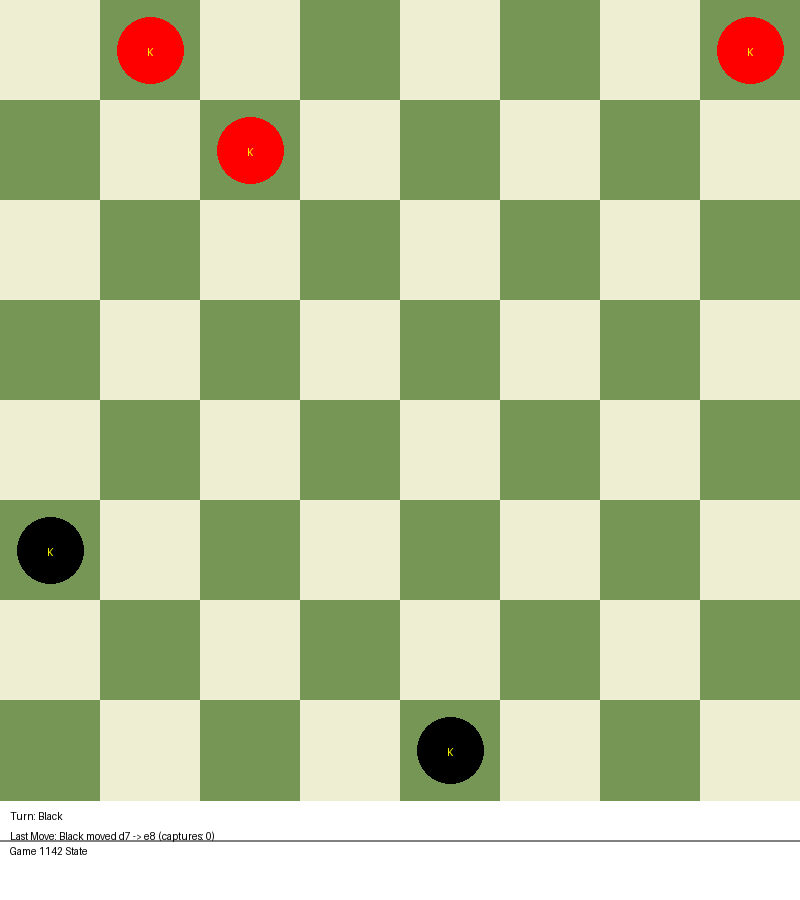 K K
K
K
K
Turn: Black
Last Move: Black moved d7 -> e8 (captures: 0)
Game 1142 State